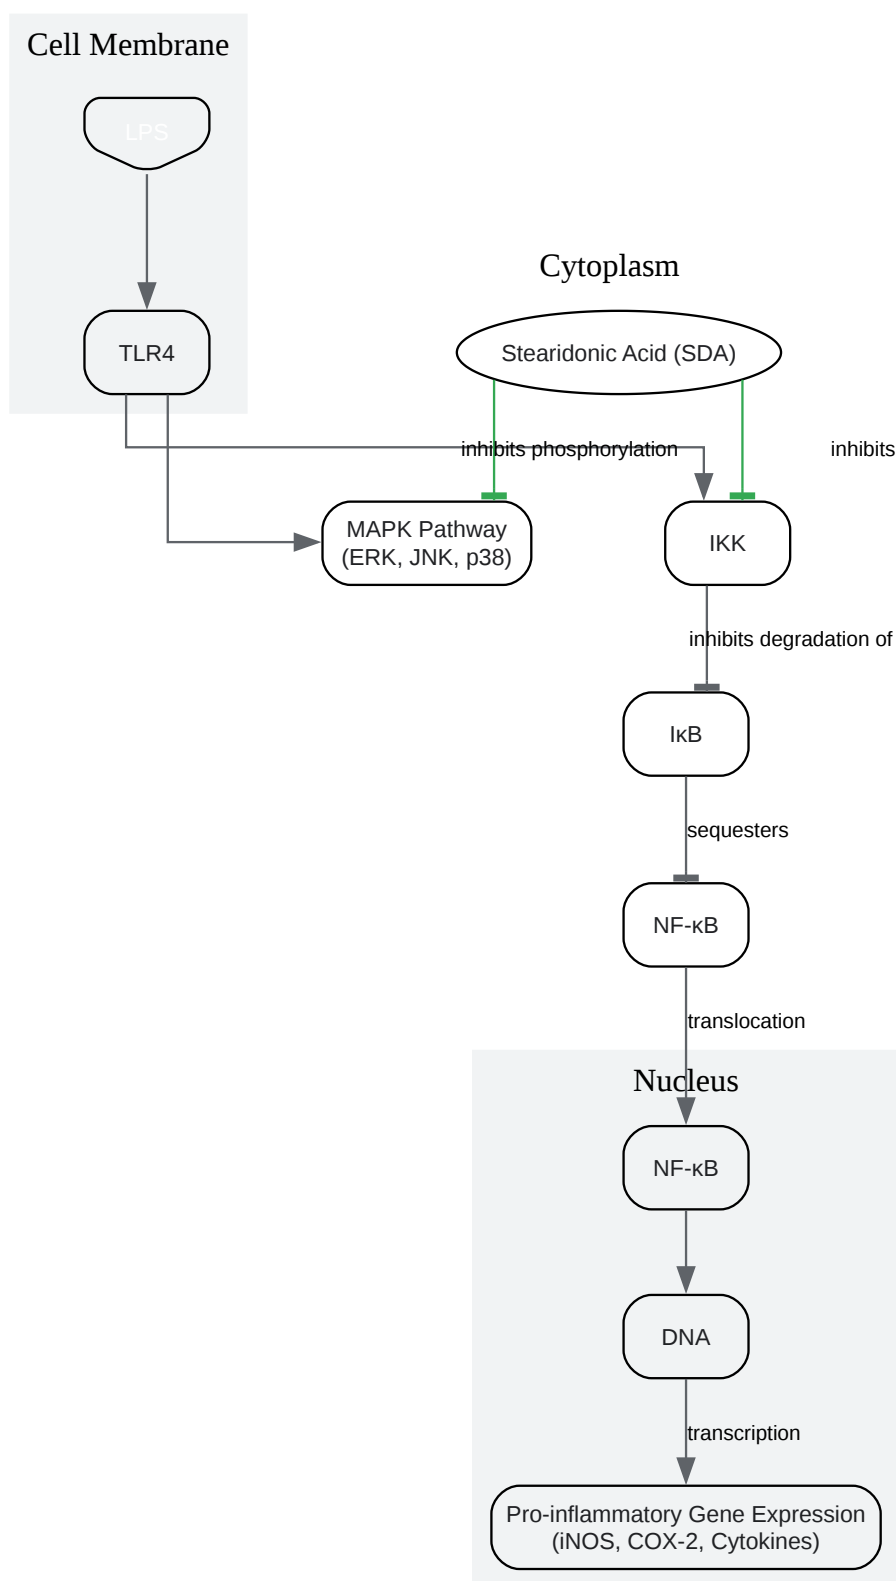 Cell Membrane
LPS
Cytoplasm
TLR4
Stearidonic Acid (SDA)
inhibits phosphorylation
inhibits
MAPK Pathway
(ERK, JNK, p38)
IKK
inhibits degradation of
IκB
sequesters
NF-κB
translocation
Nucleus
NF-κB
DNA
transcription
Pro-inflammatory Gene Expression
(iNOS, COX-2, Cytokines)